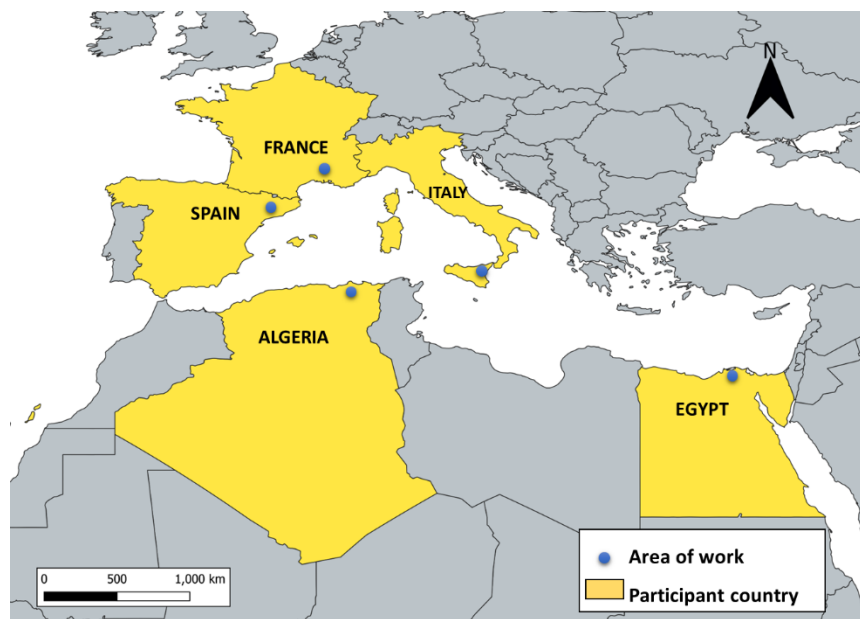 N
FRANCE
ITALY
SPAIN
ALGERIA
EGYPT
Area of work
Participant country
0 500 1,000 km